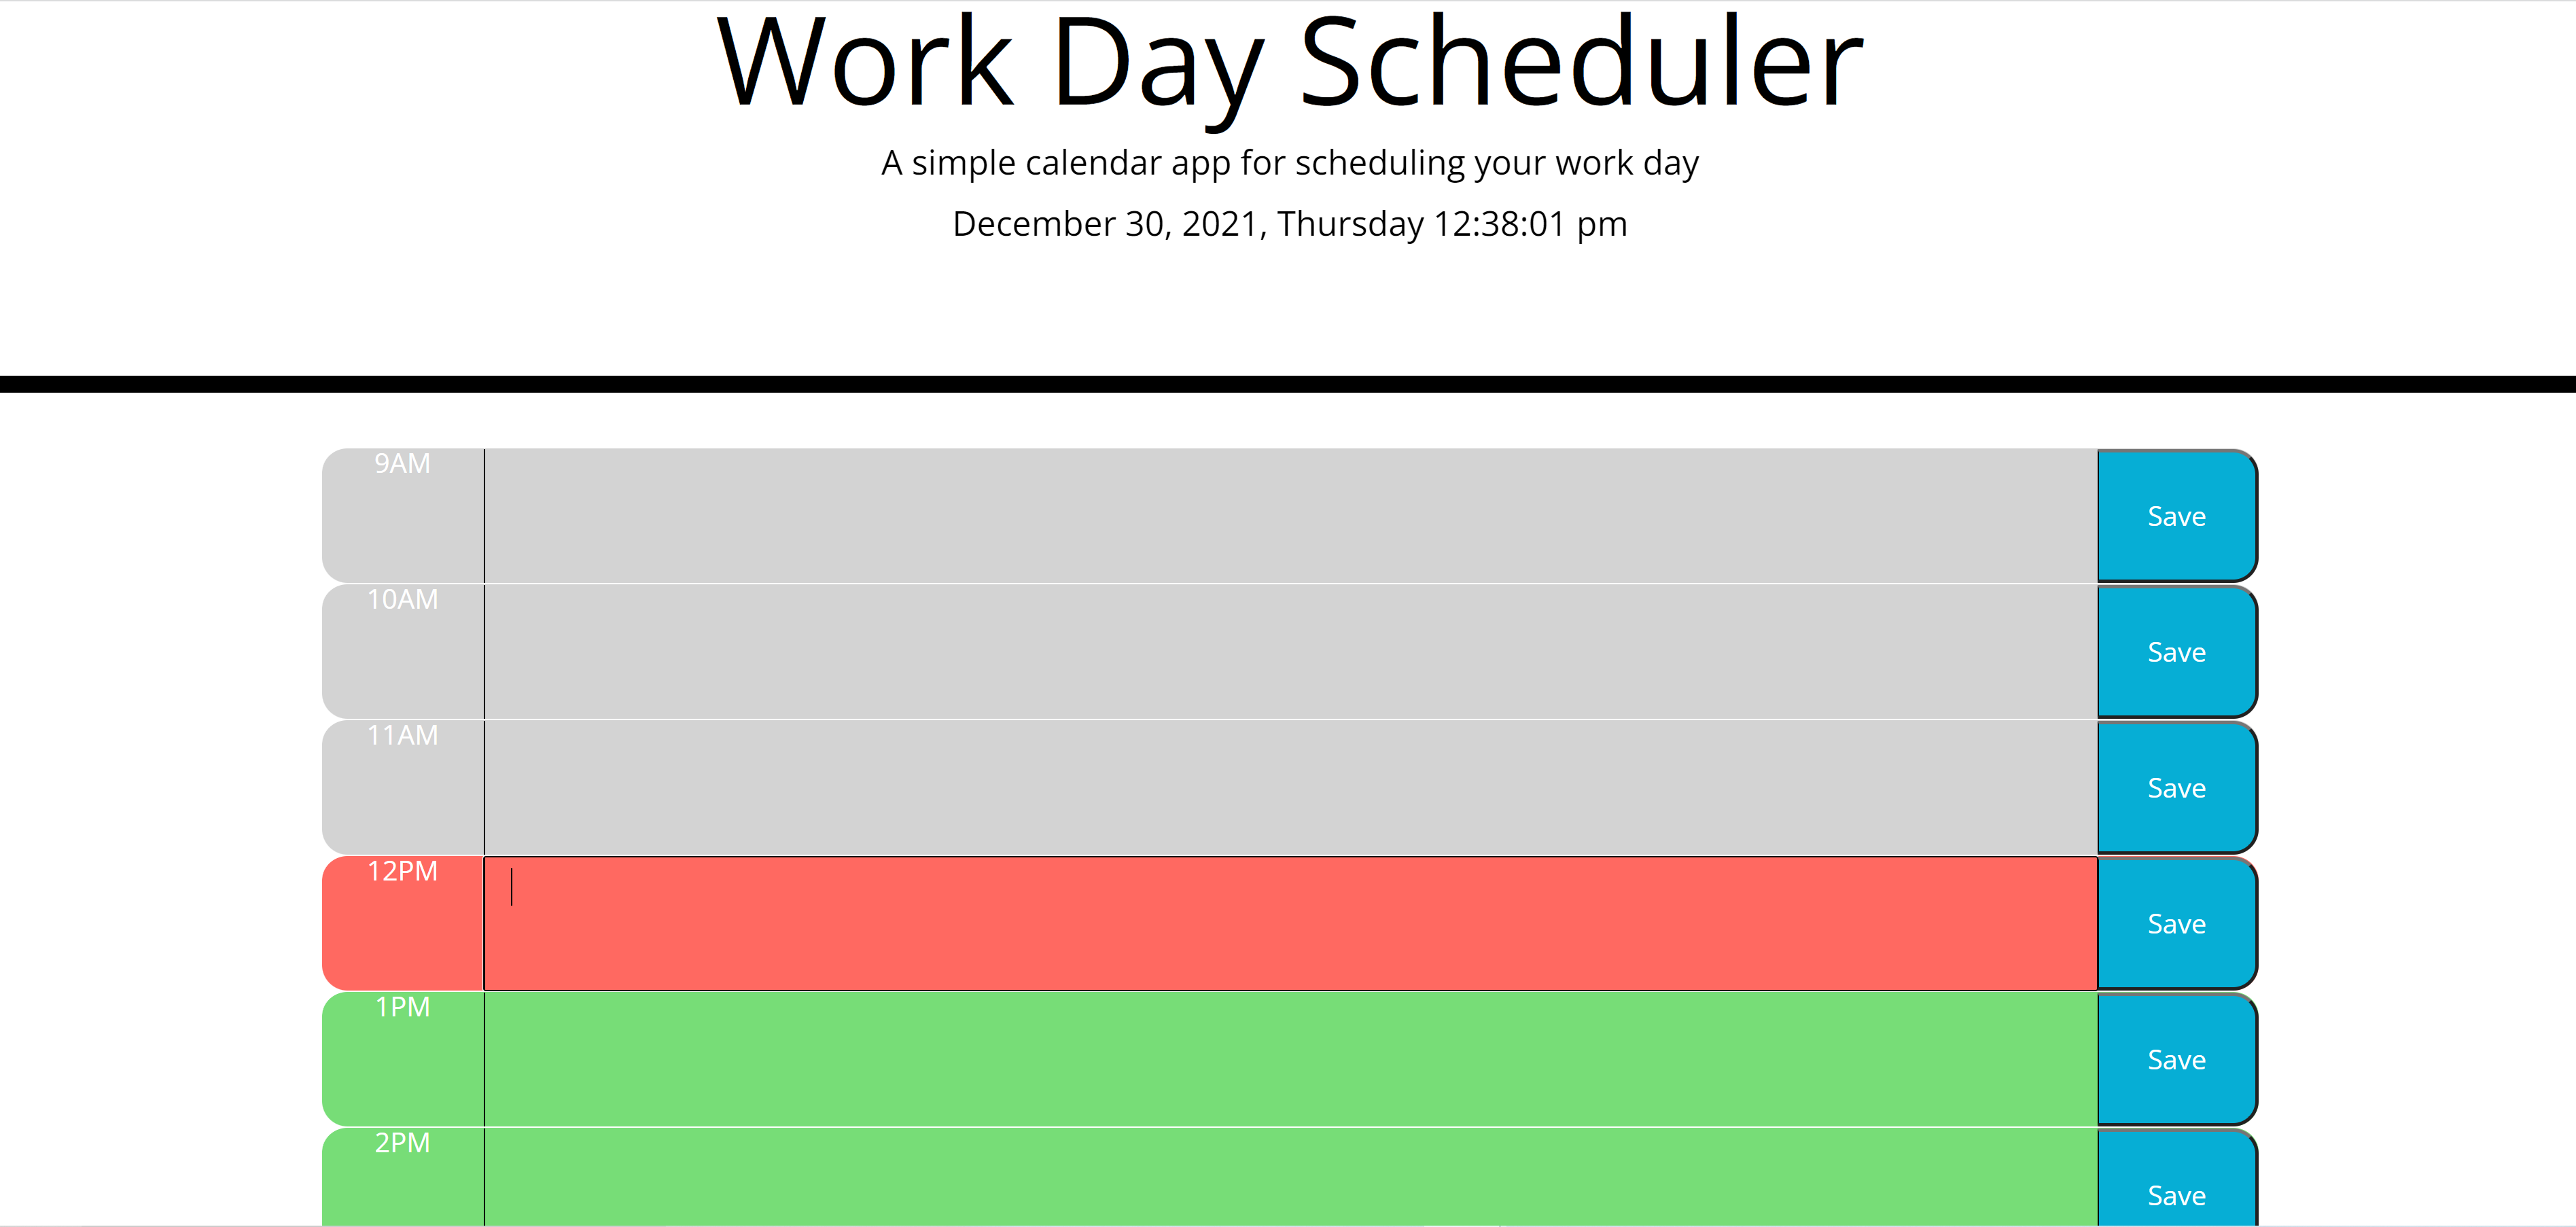 Work Day Scheduler
A simple calendar app for scheduling your work day
December 30, 2021, Thursday 12:38:01 pm
9AM
Save
10AM
Save
11AM
Save
12PM
Save
1PM
Save
2PM
Save